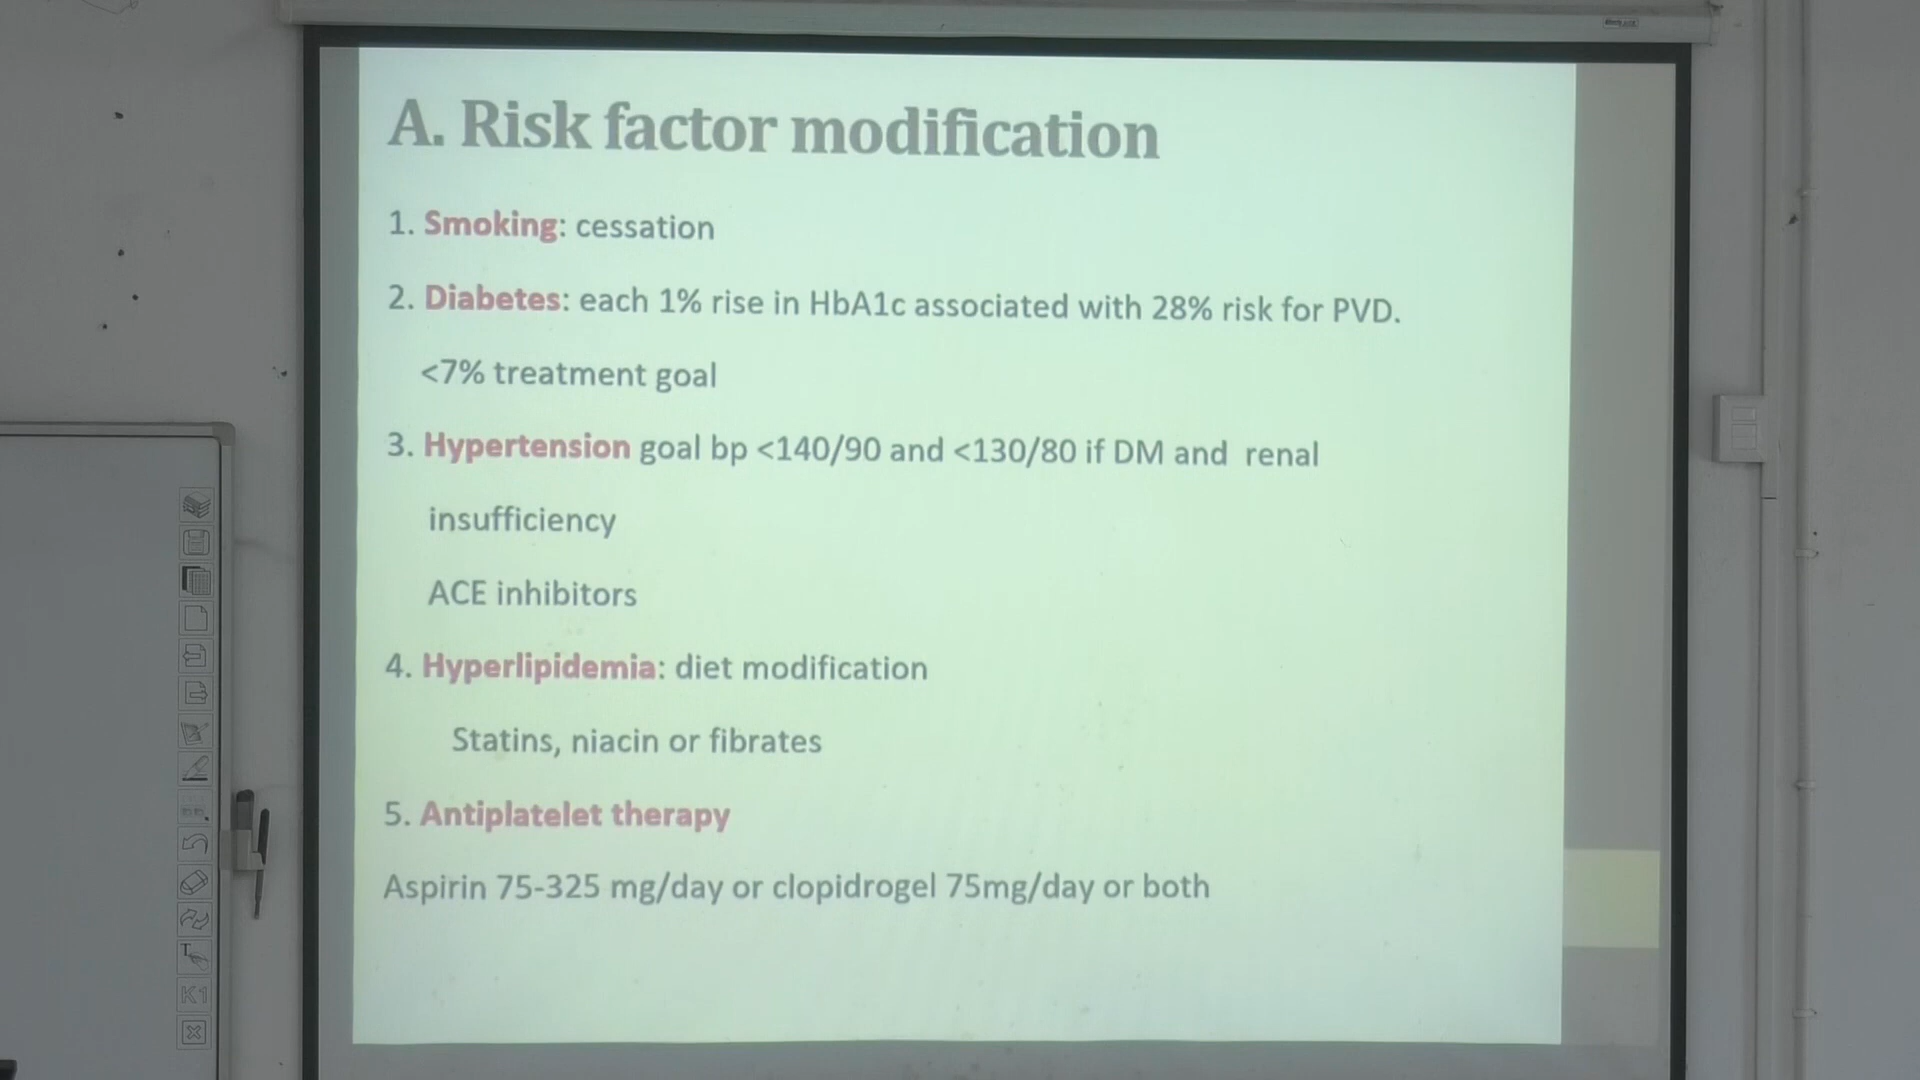 A. Risk factor modification
1. Smoking: cessation
2. Diabetes: each 1% rise in HbA1c associated with 28% risk for PVD.
<7% treatment goal
3. Hypertension goal bp <140/90 and <130/80 if DM and renal
insufficiency
ACE inhibitors
4. Hyperlipidemia: diet modification
Statins, niacin or fibrates
5. Antiplatelet therapy
Aspirin 75-325 mg/day or clopidrogel 75mg/day or both
T
K1